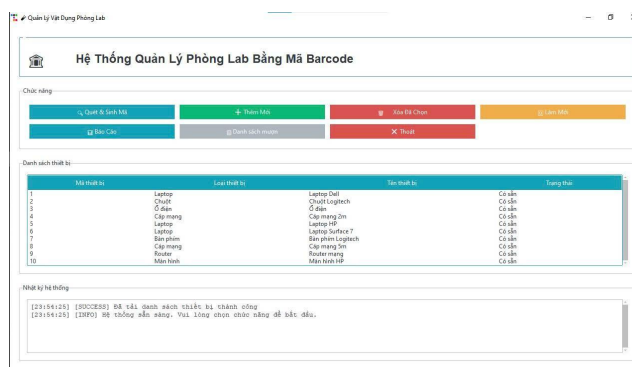 Quản Lý Vật Dụng Phòng Lab
Hệ Thống Quản Lý Phòng Lab Bằng Mã Barcode
Chức năng
Quét & Sinh Mã
Thêm Mới
Xóa Đã Chọn
Làm Mới
Báo Cáo
Danh sách mượn
Thoát
Danh sách thiết bị
Mã thiết bị Loại thiết bị Tên thiết bị Trạng thái
1 Laptop Laptop Dell Có sẵn
2 Chuột Chuột Logitech Có sẵn
3 Ổ điện Ổ điện Có sẵn
4 Cáp mạng Cáp mạng 2m Có sẵn
5 Laptop Laptop HP Có sẵn
6 Laptop Laptop Surface 7 Có sẵn
7 Bàn phím Bàn phím Logitech Có sẵn
8 Cáp mạng Cáp mạng 5m Có sẵn
9 Router Router mạng Có sẵn
10 Màn hình Màn hình HP Có sẵn
Nhật ký hệ thống
[23:54:25] [SUCCESS] Đã tải danh sách thiết bị thành công
[23:54:25] [INFO] Hệ thống sẵn sàng. Vui lòng chọn chức năng để bắt đầu.